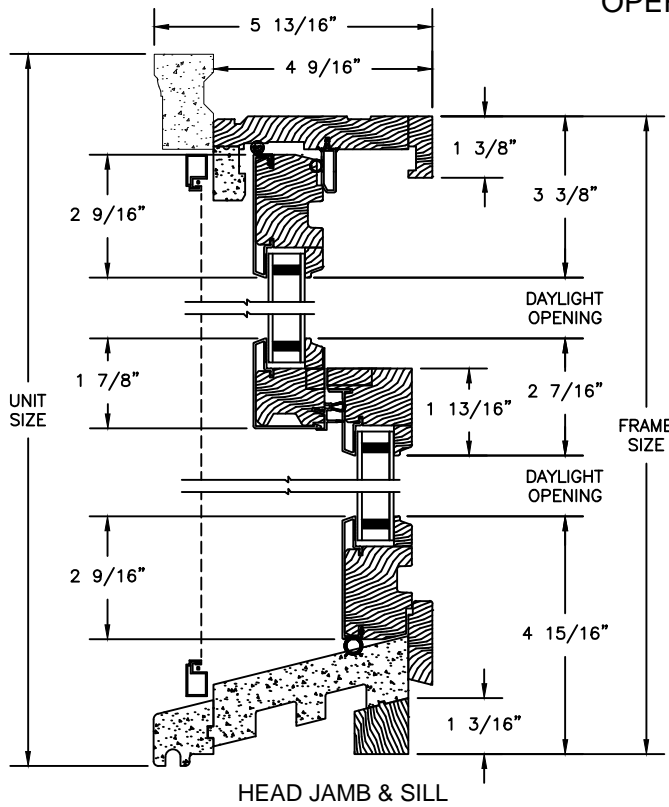 OPER
5 13/16”
4 9/16”
1 3/8”
2 9/16”
3 3/8”
DAYLIGHT
OPENING
1 7/8”
2 7/16”
1 13/16”
UNIT
SIZE
FRAME
SIZE
DAYLIGHT
OPENING
2 9/16”
4 15/16”
1 3/16”
HEAD JAMB & SILL